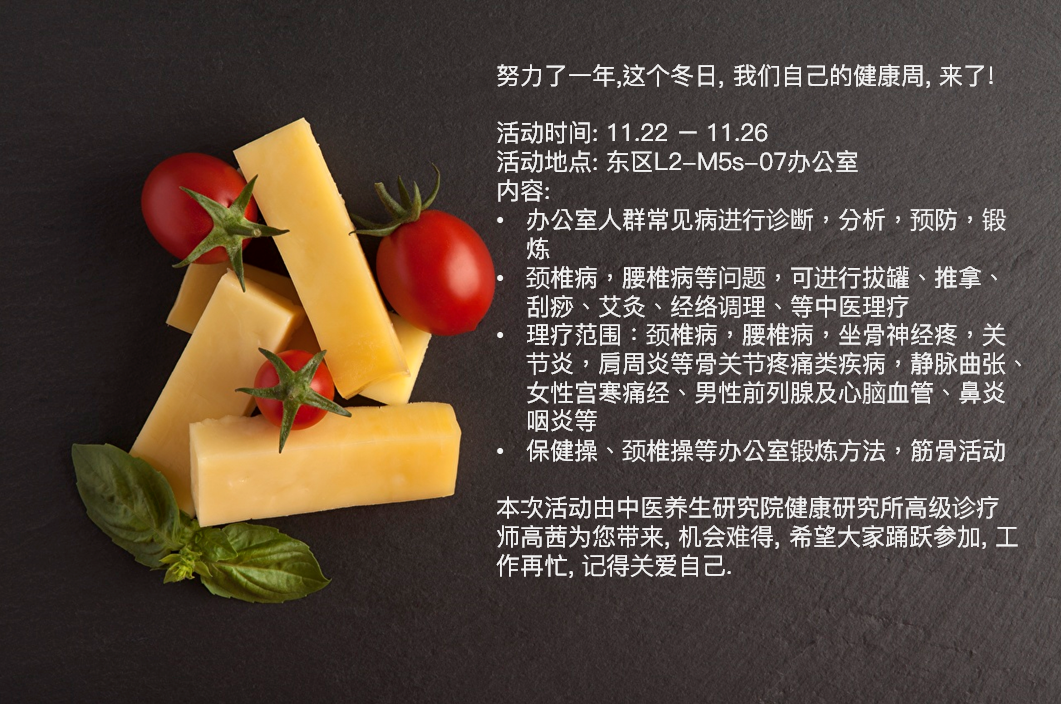 努力了一年,这个冬日, 我们自己的健康周, 来了!
活动时间: 11.22 – 11.26
活动地点: 东区L2-M5s-07办公室
内容:
• 办公室人群常见病进行诊断，分析，预防，锻
炼
• 颈椎病，腰椎病等问题，可进行拔罐、推拿、
刮痧、艾灸、经络调理、等中医理疗
• 理疗范围：颈椎病，腰椎病，坐骨神经疼，关
节炎，肩周炎等骨关节疼痛类疾病，静脉曲张、
女性宫寒痛经、男性前列腺及心脑血管、鼻炎
咽炎等
• 保健操、颈椎操等办公室锻炼方法，筋骨活动
本次活动由中医养生研究院健康研究所高级诊疗
师高茜为您带来, 机会难得, 希望大家踊跃参加, 工
作再忙, 记得关爱自己.